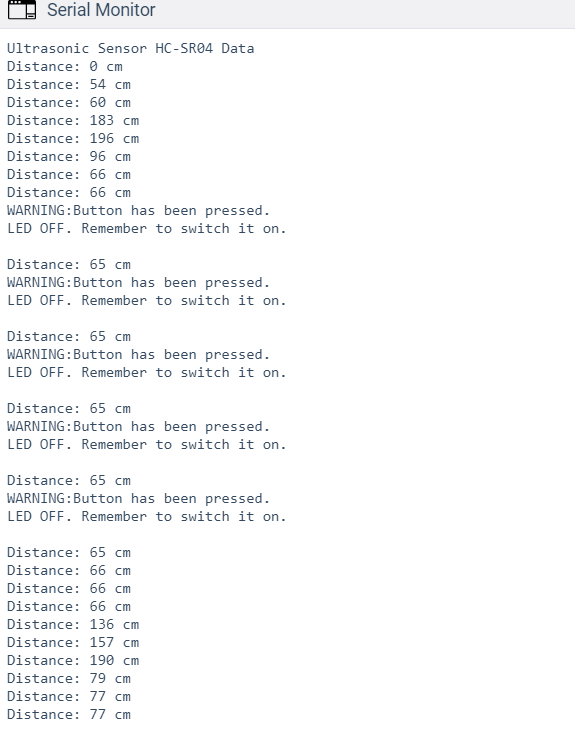 Serial Monitor
Ultrasonic Sensor HC-SR04 Data
Distance: 0 cm
Distance: 54 cm
Distance: 60 cm
Distance: 183 cm
Distance: 196 cm
Distance: 96 cm
Distance: 66 cm
Distance: 66 cm
WARNING:Button has been pressed.
LED OFF. Remember to switch it on.
Distance: 65 cm
WARNING:Button has been pressed.
LED OFF. Remember to switch it on.
Distance: 65 cm
WARNING:Button has been pressed.
LED OFF. Remember to switch it on.
Distance: 65 cm
WARNING:Button has been pressed.
LED OFF. Remember to switch it on.
Distance: 65 cm
WARNING:Button has been pressed.
LED OFF. Remember to switch it on.
Distance: 65 cm
Distance: 66 cm
Distance: 66 cm
Distance: 66 cm
Distance: 136 cm
Distance: 157 cm
Distance: 190 cm
Distance: 79 cm
Distance: 77 cm
Distance: 77 cm